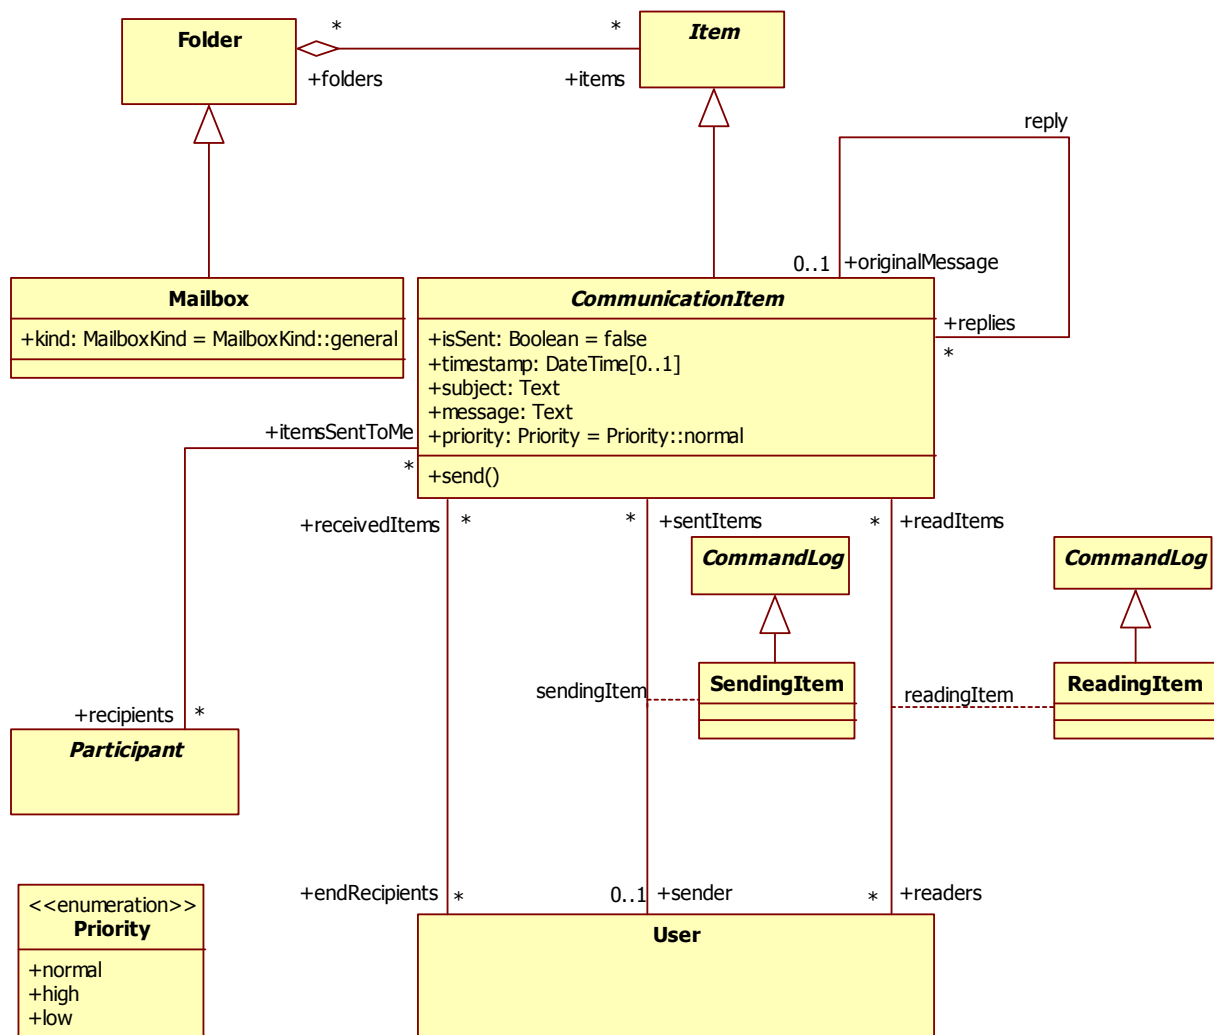 Folder
*
*
Item
+folders
+items
reply
0..1
+originalMessage
Mailbox
+kind: MailboxKind = MailboxKind::general
CommunicationItem
+isSent: Boolean = false
+timestamp: DateTime[0..1]
+subject: Text
+message: Text
+priority: Priority = Priority::normal
+send()
+replies
*
+itemsSentToMe
*
+receivedItems
*
*
+sentItems
*
+readItems
CommandLog
CommandLog
sendingItem
SendingItem
readingItem
ReadingItem
+recipients
*
Participant
+endRecipients
*
0..1
+sender
*
+readers
<<enumeration>>
Priority
+normal
+high
+low
User